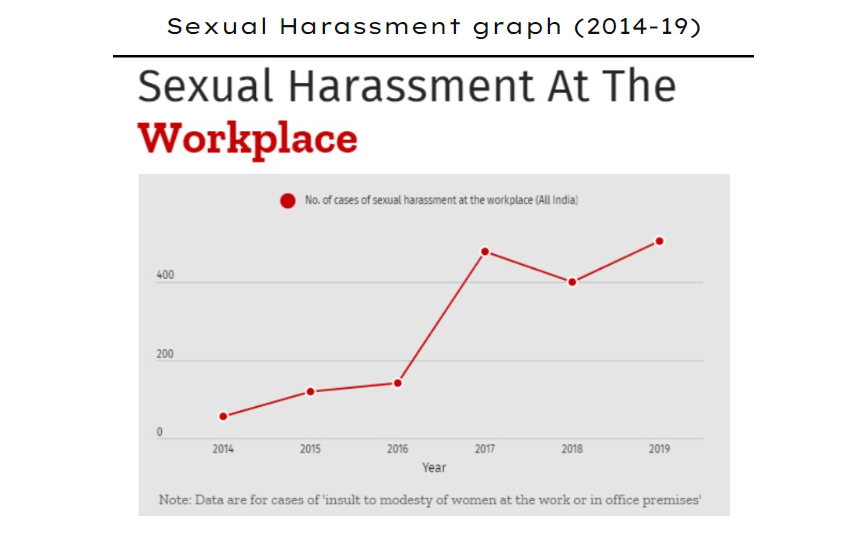 Sexual Harassment graph (2014-19)
Sexual Harassment At The
Workplace
No. of cases of sexual harassment at the workplace (All India)
400
200
0
2014 2015 2016 2017 2018 2019
Year
Note: Data are for cases of 'insult to modesty of women at the work or in office premises'